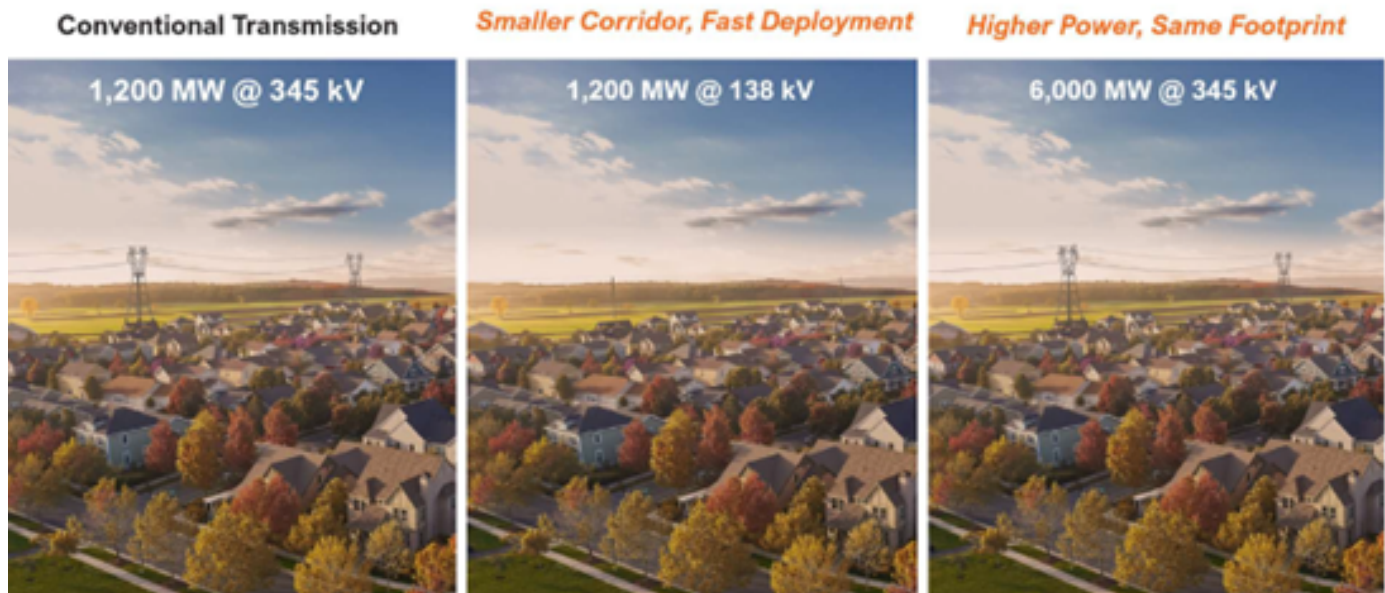 Conventional Transmission
Smaller Corridor, Fast Deployment
Higher Power, Same Footprint
1,200 MW @ 345 kV
1,200 MW @ 138 kV
6,000 MW @ 345 kV